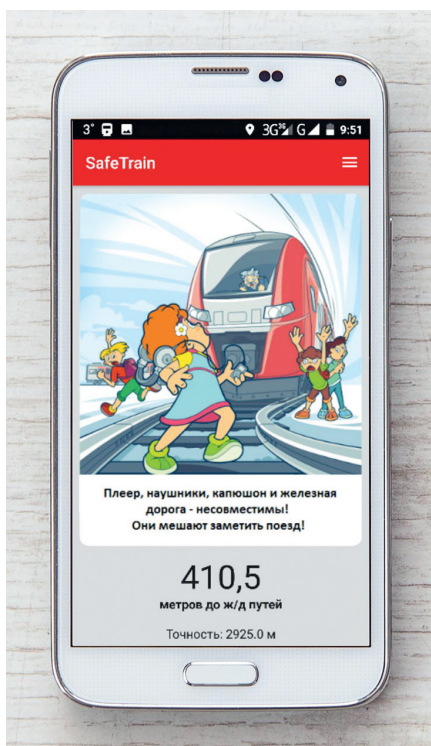 3° 3G 3G G 9:51
SafeTrain
Плеер, наушники, капюшон и железная
дорога - несовместимы!
Они мешают заметить поезд!
410,5
метров до ж/д путей
Точность: 2925.0 м